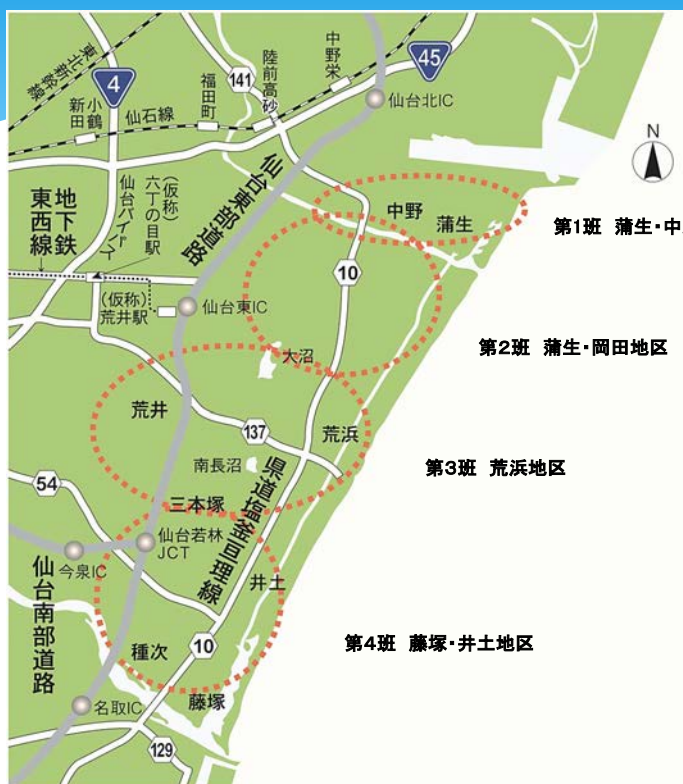 東北新幹線
4
新小
田鶴
仙石線
福田町
141
陸前高砂
中野栄
45
仙台北IC
N
地下鉄
東西線
仙台バイパス
(仮称)
六丁の目駅
仙台東部道路
中野
蒲生
第1班 蒲生・中
10
(仮称)
荒井駅
仙台東IC
大沼
第2班 蒲生・岡田地区
荒井
137
荒浜
南長沼
第3班 荒浜地区
54
三本塚
県道塩釜亘理線
仙台若林
JCT
今泉IC
仙台南部道路
井土
第4班 藤塚・井土地区
種次
10
藤塚
名取IC
129